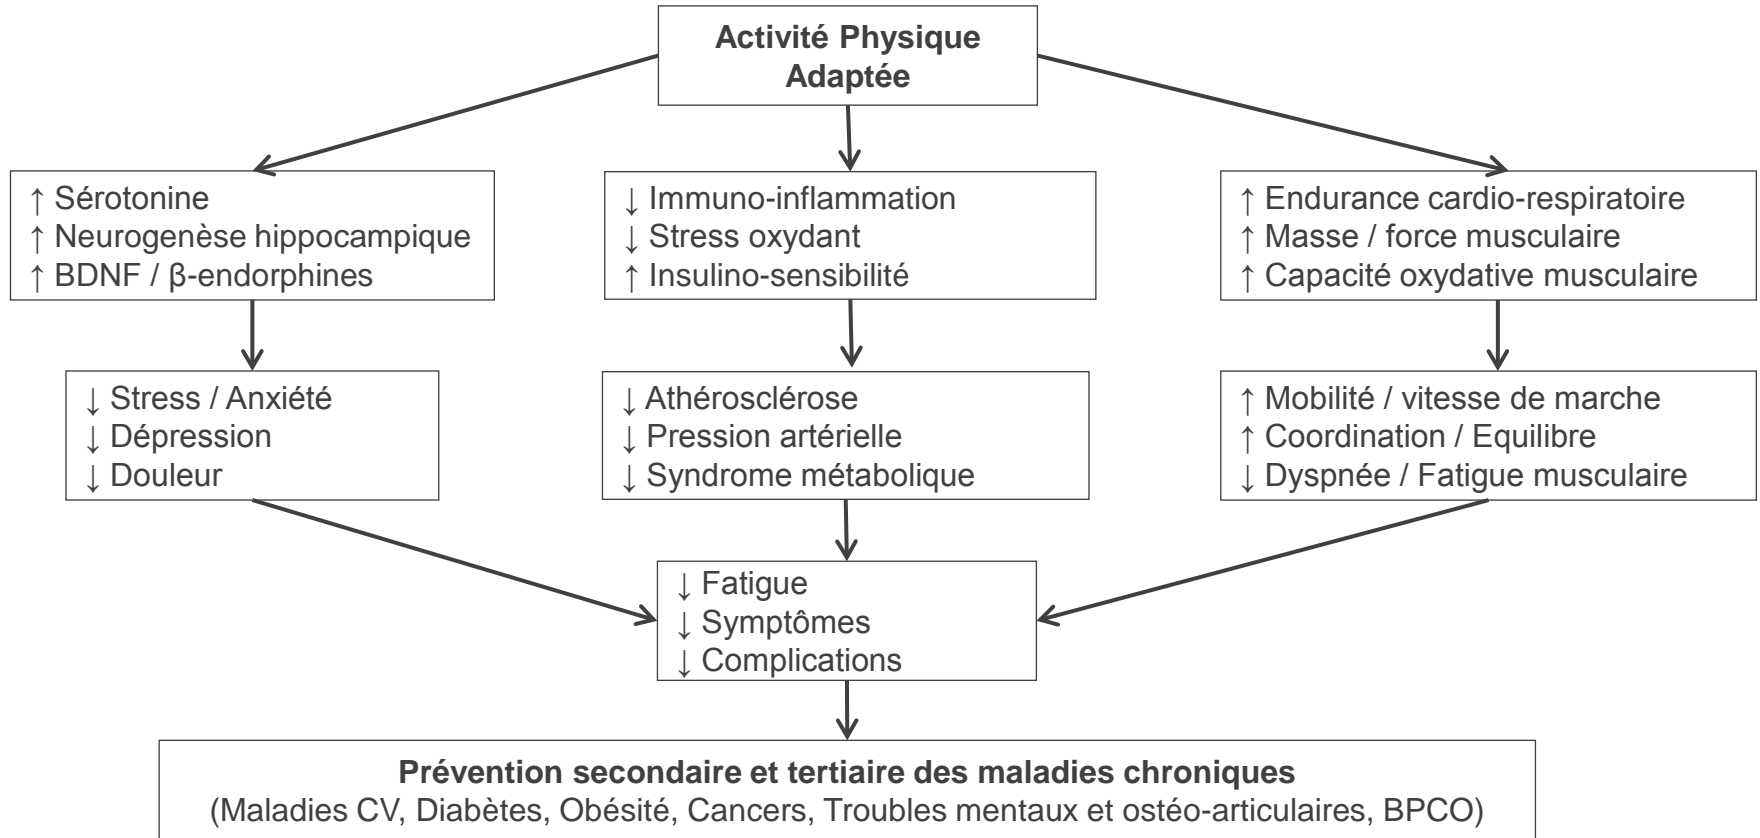 Activité Physique
Adaptée
↑ Sérotonine
↑ Neurogenèse hippocampique
↑ BDNF / β-endorphines
↓ Immuno-inflammation
↓ Stress oxydant
↑ Insulino-sensibilité
↑ Endurance cardio-respiratoire
↑ Masse / force musculaire
↑ Capacité oxydative musculaire
↓ Stress / Anxiété
↓ Dépression
↓ Douleur
↓ Athérosclérose
↓ Pression artérielle
↓ Syndrome métabolique
↑ Mobilité / vitesse de marche
↑ Coordination / Equilibre
↓ Dyspnée / Fatigue musculaire
↓ Fatigue
↓ Symptômes
↓ Complications
Prévention secondaire et tertiaire des maladies chroniques
(Maladies CV, Diabètes, Obésité, Cancers, Troubles mentaux et ostéo-articulaires, BPCO)